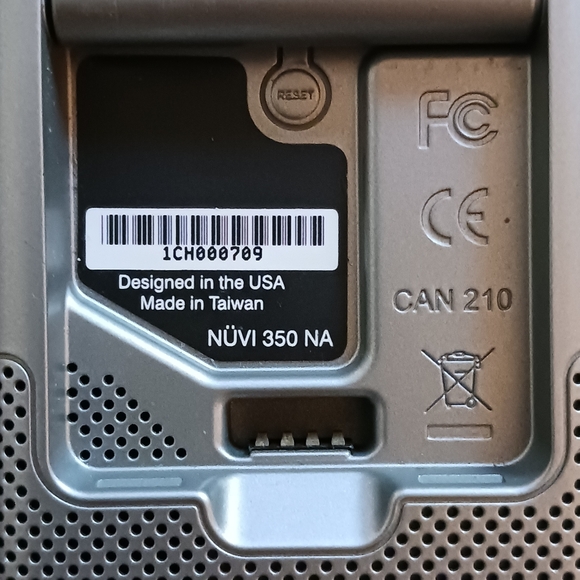 RESET
FC
CE
1CH000709
Designed in the USA
Made in Taiwan
CAN 210
NÜVI 350 NA